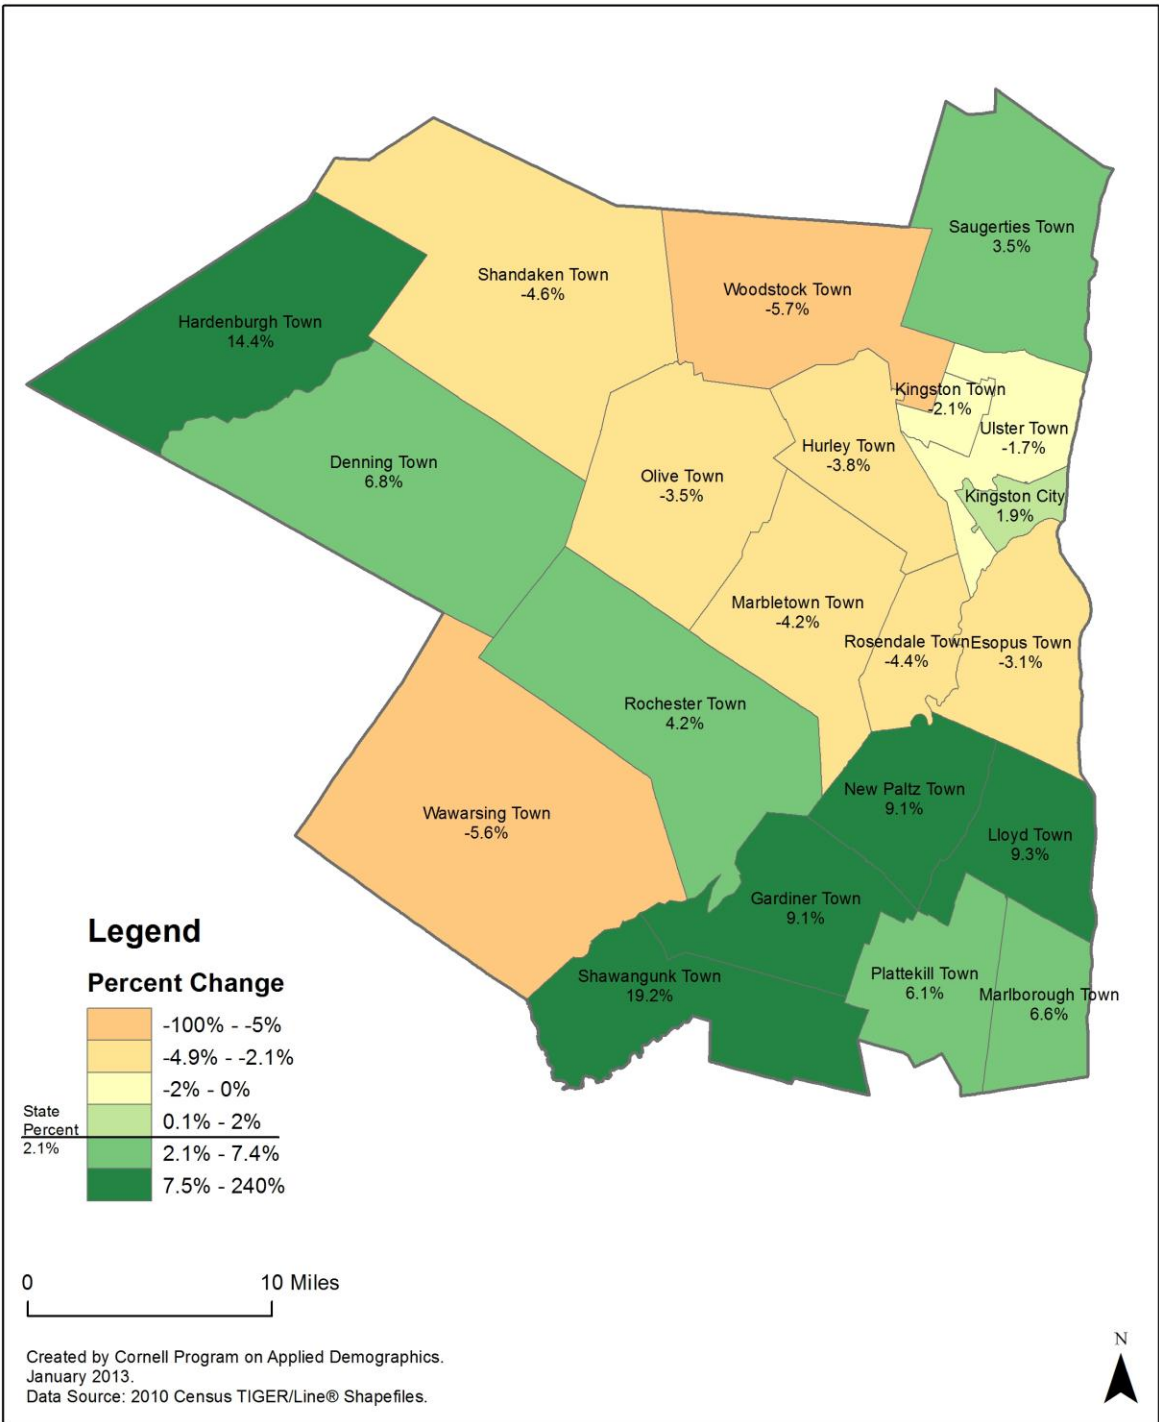 Saugerties Town
3.5%
Shandaken Town
-4.6%
Woodstock Town
-5.7%
Hardenburgh Town
14.4%
Kingston Town
-2.1%
Ulster Town
-1.7%
Hurley Town
-3.8%
Denning Town
6.8%
Olive Town
-3.5%
Kingston City
1.9%
Marbletown Town
-4.2%
Rosendale Town
-4.4%
Esopus Town
-3.1%
Rochester Town
4.2%
New Paltz Town
9.1%
Wawarsing Town
-5.6%
Lloyd Town
9.3%
Gardiner Town
9.1%
Shawangunk Town
19.2%
Plattekill Town
6.1%
Marlborough Town
6.6%
Legend
Percent Change
-100% - -5%
-4.9% - -2.1%
-2% - 0%
0.1% - 2%
2.1% - 7.4%
7.5% - 240%
State
Percent
2.1%
0 10 Miles
Created by Cornell Program on Applied Demographics.
January 2013.
Data Source: 2010 Census TIGER/Line® Shapefiles.
N